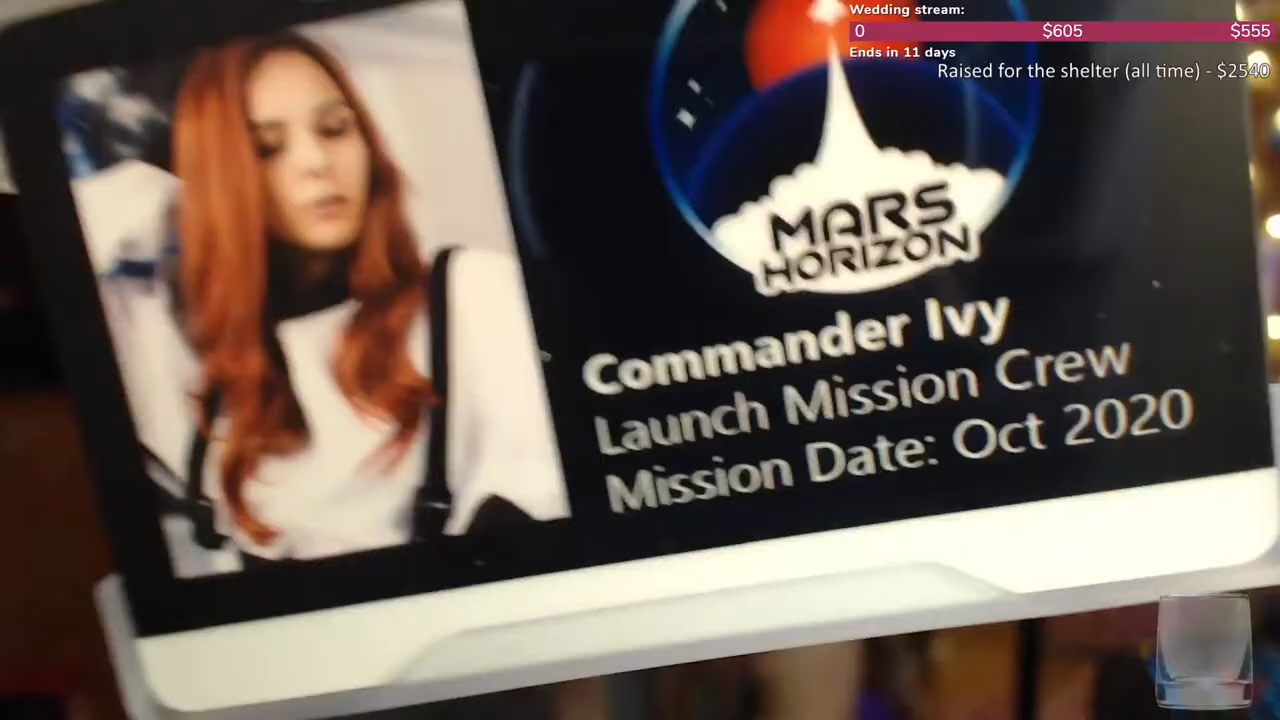 Wedding stream:
0 $605 $555
Ends in 11 days
Raised for the shelter (all time) - $2540
MARS
HORIZON
Commander Ivy
Launch Mission Crew
Mission Date: Oct 2020